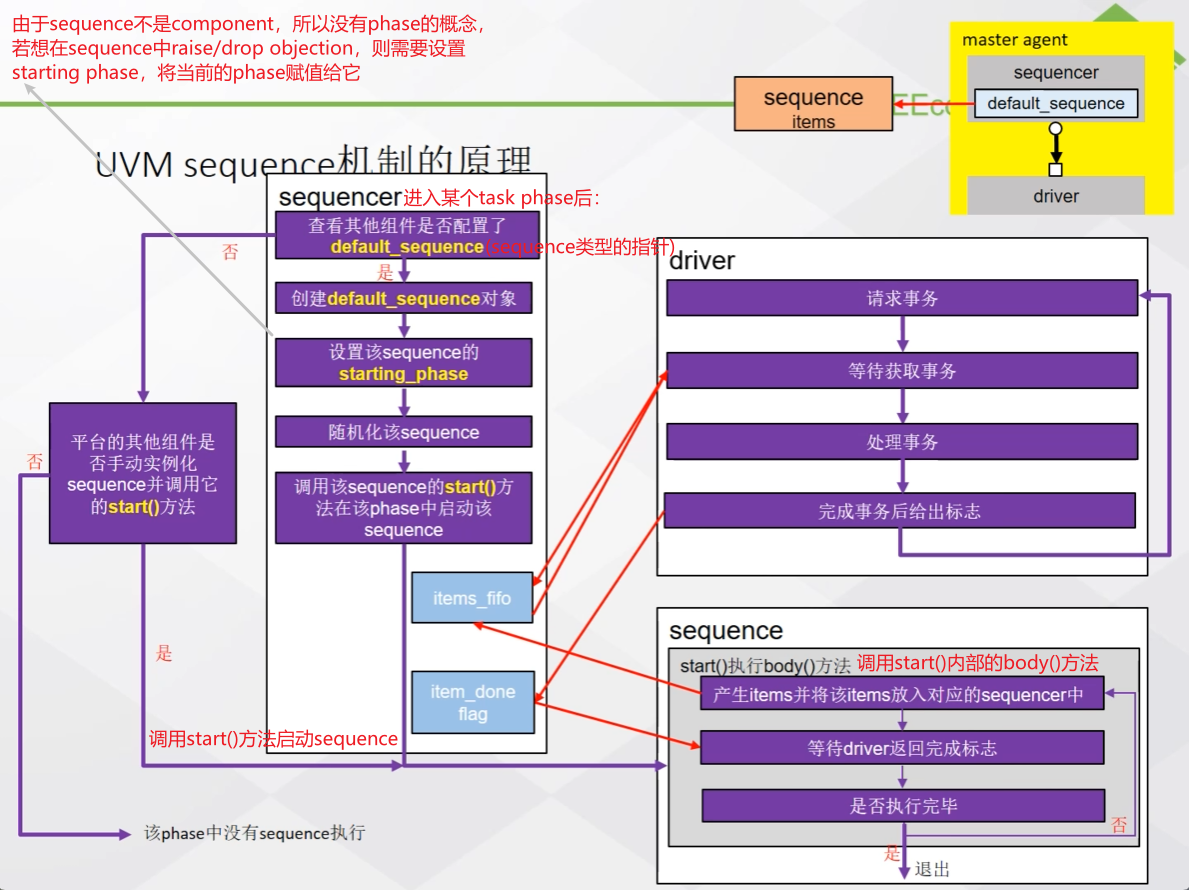 由于sequence不是component，所以没有phase的概念，
若想在sequence中raise/drop objection，则需要设置
starting phase，将当前的phase赋值给它
master agent
sequencer
default_sequence
driver
sequence
items
UVM sequence机制的原理
sequencer进入某个task phase后：
查看其他组件是否配置了
default_sequence(sequence类型的指针)
否
是
创建default_sequence对象
设置该sequence的
starting_phase
随机化该sequence
调用该sequence的start()方
法在该phase中启动该
sequence
平台的其他组件是
否手动实例化
sequence并调用它
的start()方法
否
是
items_fifo
item_done
flag
调用start()方法启动sequence
该phase中没有sequence执行
driver
请求事务
等待获取事务
处理事务
完成事务后给出标志
sequence
start()执行body()方法 调用start()内部的body()方法
产生items并将该items放入对应的sequencer中
等待driver返回完成标志
是否执行完毕
否
是
退出